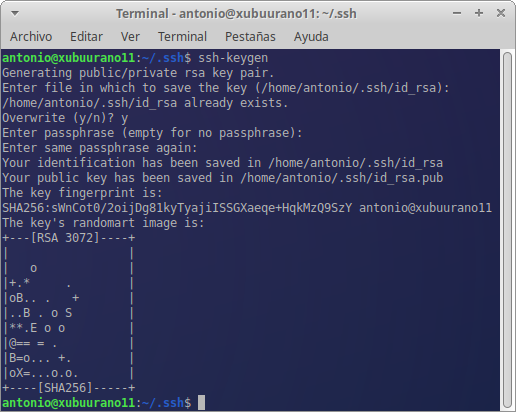 Terminal - antonio@xubuurano11: ~/.ssh
Archivo Editar Ver Terminal Pestañas Ayuda
antonio@xubuurano11:~/.ssh$ ssh-keygen
Generating public/private rsa key pair.
Enter file in which to save the key (/home/antonio/.ssh/id_rsa):
/home/antonio/.ssh/id_rsa already exists.
Overwrite (y/n)? y
Enter passphrase (empty for no passphrase):
Enter same passphrase again:
Your identification has been saved in /home/antonio/.ssh/id_rsa
Your public key has been saved in /home/antonio/.ssh/id_rsa.pub
The key fingerprint is:
SHA256:sWnCot0/2oijDg81kyTyajiISSGXaeqe+HqkMzQ9SzY antonio@xubuurano11
The key's randomart image is:
+---[RSA 3072]----+
|                 |
|   o             |
|+.*     .        |
|oB.. .   +       |
|..B . o S        |
|**.E o o         |
|@== = .          |
|B=o... +.        |
|oX=...o.o.       |
+----[SHA256]-----+
antonio@xubuurano11:~/.ssh$